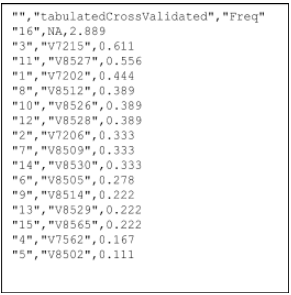 "","tabulatedCrossValidated","Freq"
"16",NA,2.889
"3","V7215",0.611
"11","V8527",0.556
"1","V7202",0.444
"8","V8512",0.389
"10","V8526",0.389
"12","V8528",0.389
"2","V7206",0.333
"7","V8509",0.333
"14","V8530",0.333
"6","V8505",0.278
"9","V8514",0.222
"13","V8529",0.222
"15","V8565",0.222
"4","V7562",0.167
"5","V8502",0.111